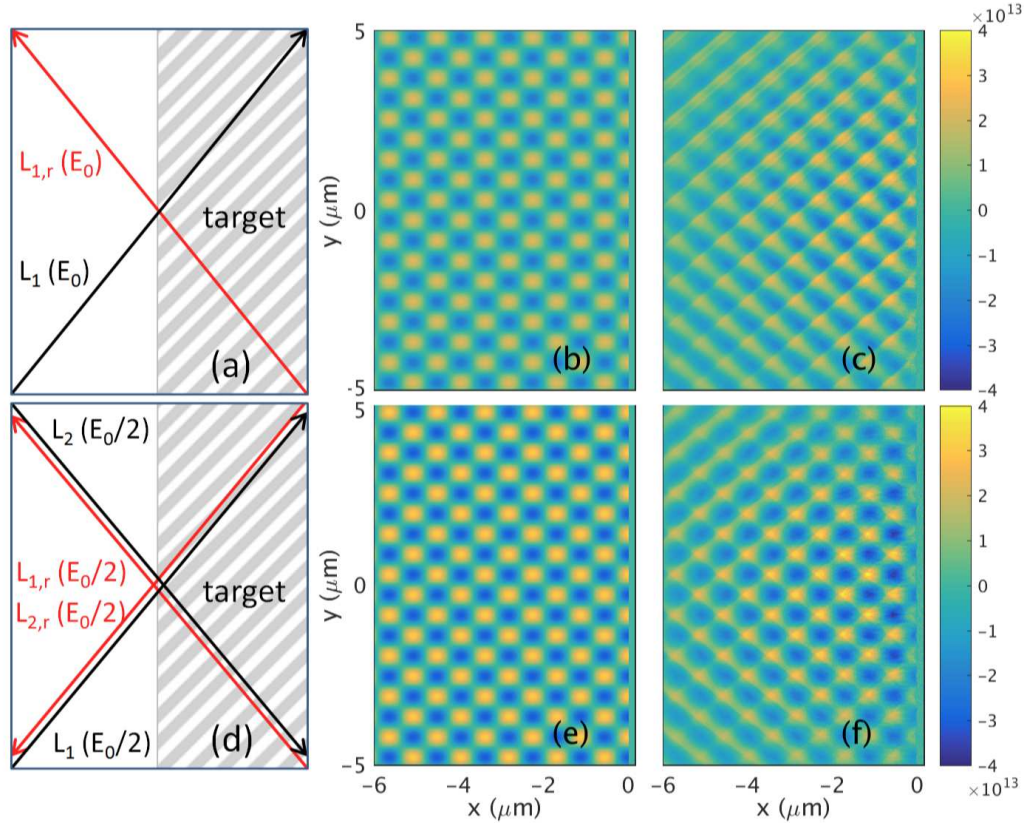 L1,r (E0)
L1 (E0)
target
(a)
5
0
-5
y (μm)
(b)
(c)
×10^13
4
3
2
1
0
−1
−2
−3
−4
L2 (E0/2)
L1,r (E0/2)
L2,r (E0/2)
L1 (E0/2)
target
(d)
5
0
−5
y (μm)
−6
−4
−2
0
x (μm)
(e)
−6
−4
−2
0
x (μm)
(f)
4
3
2
1
0
−1
−2
−3
−4
×10^13